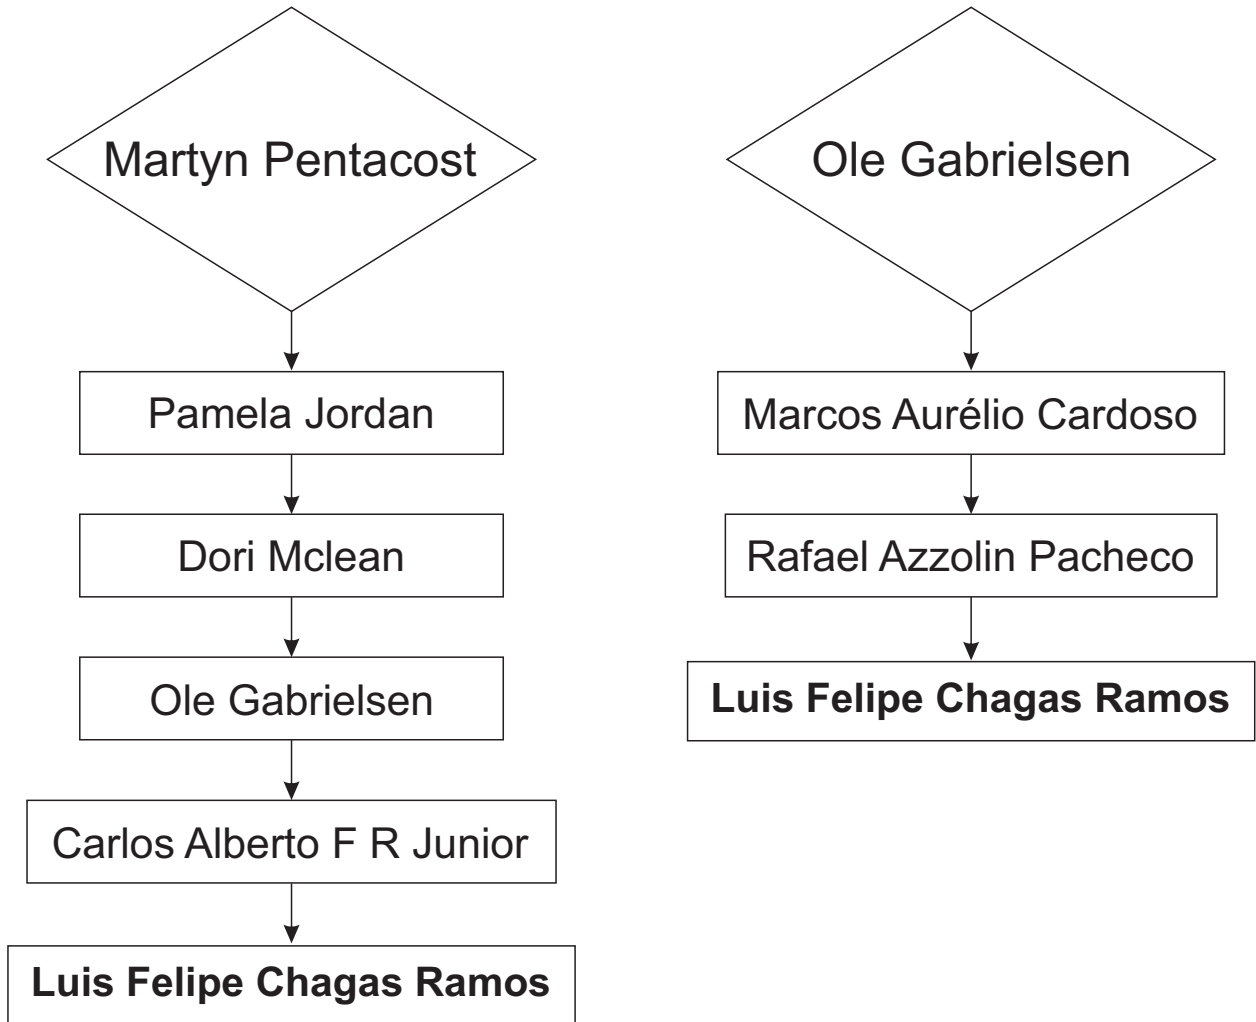 Martyn Pentacost
Pamela Jordan
Dori Mclean
Ole Gabrielsen
Carlos Alberto F R Junior
Luis Felipe Chagas Ramos
Ole Gabrielsen
Marcos Aurélio Cardoso
Rafael Azzolin Pacheco
Luis Felipe Chagas Ramos